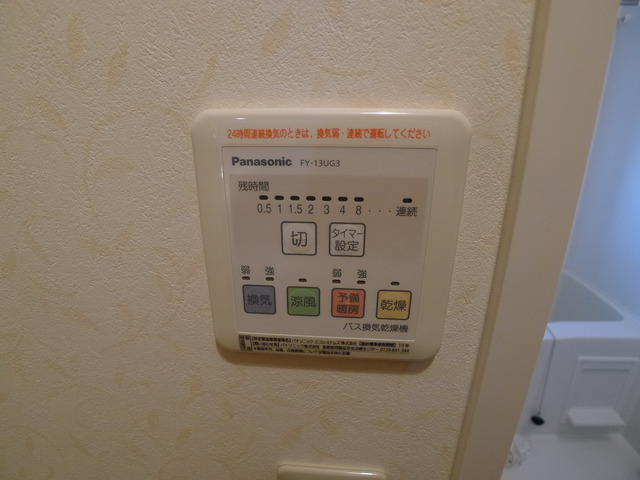 24時間連続換気のときは、換気弱・連続で運転してください
Panasonic FY-13UG3
残時間
0.5 1 1.5 2 3 4 8 ・・・ 連続
切 タイマー設定
弱 強 弱 強
換気 涼風 予備暖房 乾燥
バス換気乾燥機